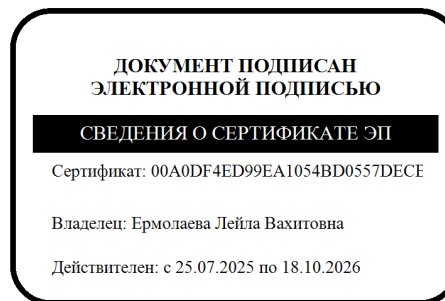 ДОКУМЕНТ ПОДПИСАН
ЭЛЕКТРОННОЙ ПОДПИСЬЮ
СВЕДЕНИЯ О СЕРТИФИКАТЕ ЭП
Сертификат: 00A0DF4ED99EA1054BD0557DECE
Владелец: Ермолаева Лейла Вахитовна
Действителен: с 25.07.2025 по 18.10.2026